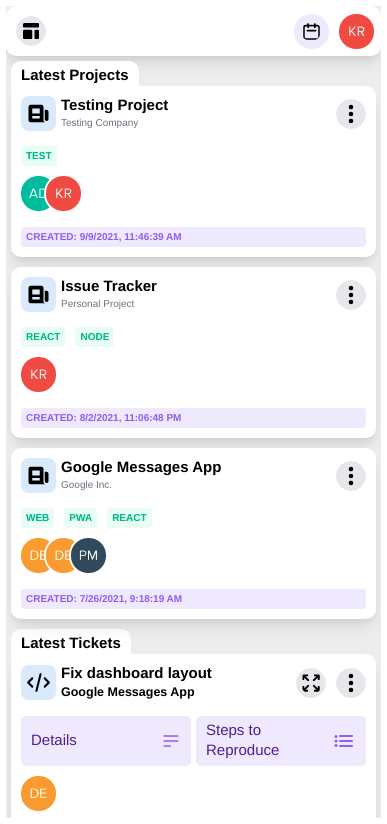 KR
Latest Projects
Testing Project
Testing Company
TEST
KR
CREATED: 9/9/2021, 11:46:39 AM
Issue Tracker
Personal Project
REACT NODE
KR
CREATED: 8/2/2021, 11:06:48 PM
Google Messages App
Google Inc.
WEB PWA REACT
DE DE PM
CREATED: 7/26/2021, 9:18:19 AM
Latest Tickets
Fix dashboard layout
Google Messages App
Details
Steps to
Reproduce
DE